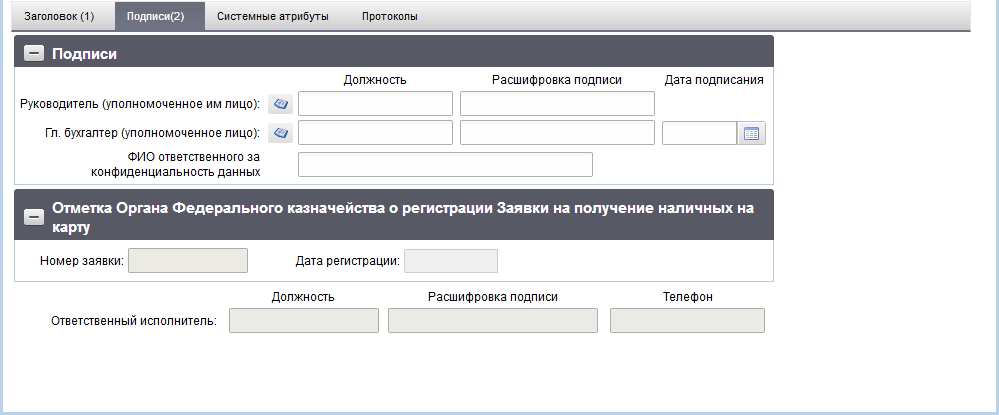 Заголовок (1) Подписи(2) Системные атрибуты Протоколы
Подписи
Должность Расшифровка подписи Дата подписания
Руководитель (уполномоченное им лицо):
Гл. бухгалтер (уполномоченное лицо):
ФИО ответственного за
конфиденциальность данных
Отметка Органа Федерального казначейства о регистрации Заявки на получение наличных на
карту
Номер заявки: Дата регистрации:
Должность Расшифровка подписи Телефон
Ответственный исполнитель: